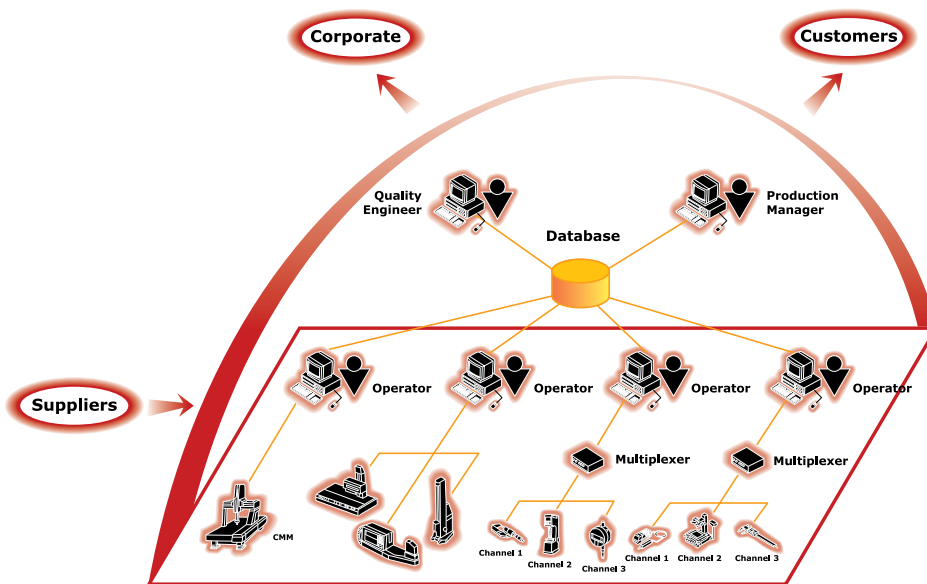 Corporate
Customers
Quality
Engineer
Production
Manager
Database
Operator
Operator
Operator
Operator
Suppliers
Multiplexer
Multiplexer
CMM
Channel 1
Channel 2
Channel 3
Channel 1
Channel 2
Channel 3